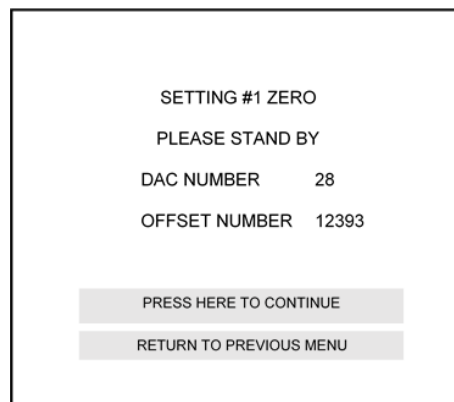 SETTING #1 ZERO
PLEASE STAND BY
DAC NUMBER 28
OFFSET NUMBER 12393
PRESS HERE TO CONTINUE
RETURN TO PREVIOUS MENU